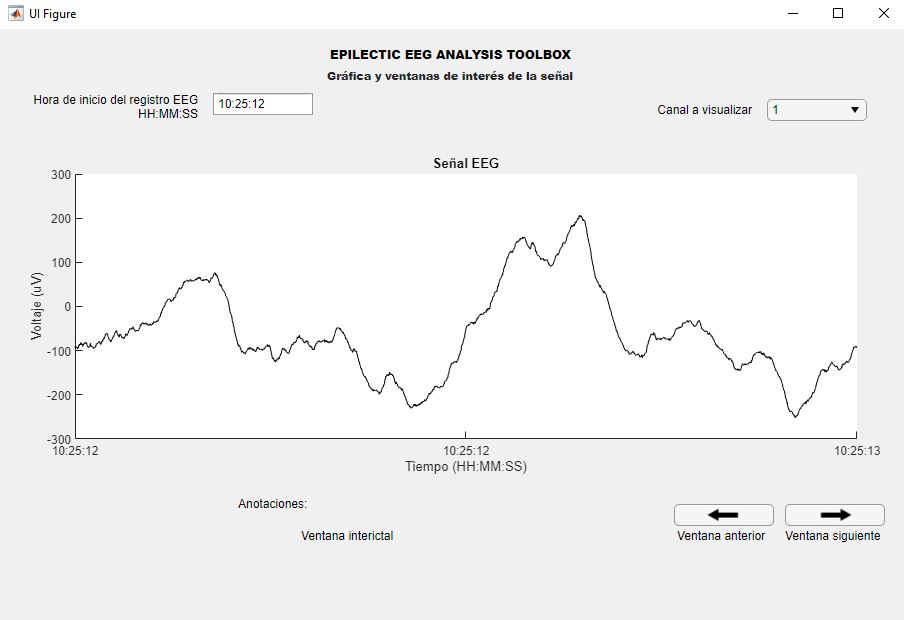 UI Figure
EPILECTIC EEG ANALYSIS TOOLBOX
Gráfica y ventanas de interés de la señal
Hora de inicio del registro EEG
HH:MM:SS
10:25:12
Canal a visualizar
1
Señal EEG
300
200
100
0
-100
-200
-300
Voltaje (uV)
10:25:12
10:25:12
10:25:13
Tiempo (HH:MM:SS)
Anotaciones:
Ventana interictal
Ventana anterior
Ventana siguiente